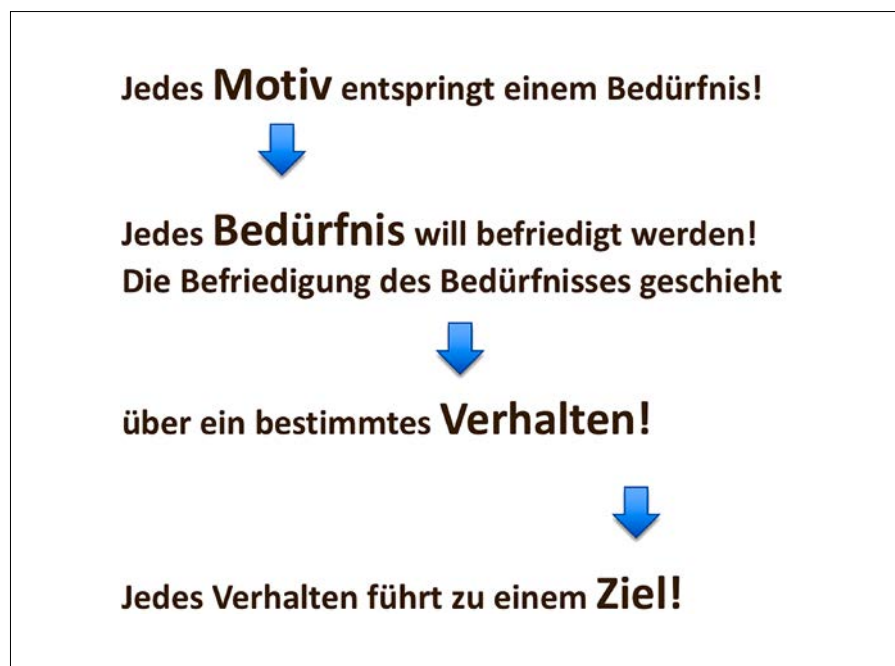 Jedes Motiv entspringt einem Bedürfnis!
Jedes Bedürfnis will befriedigt werden!
Die Befriedigung des Bedürfnisses geschieht
über ein bestimmtes Verhalten!
Jedes Verhalten führt zu einem Ziel!